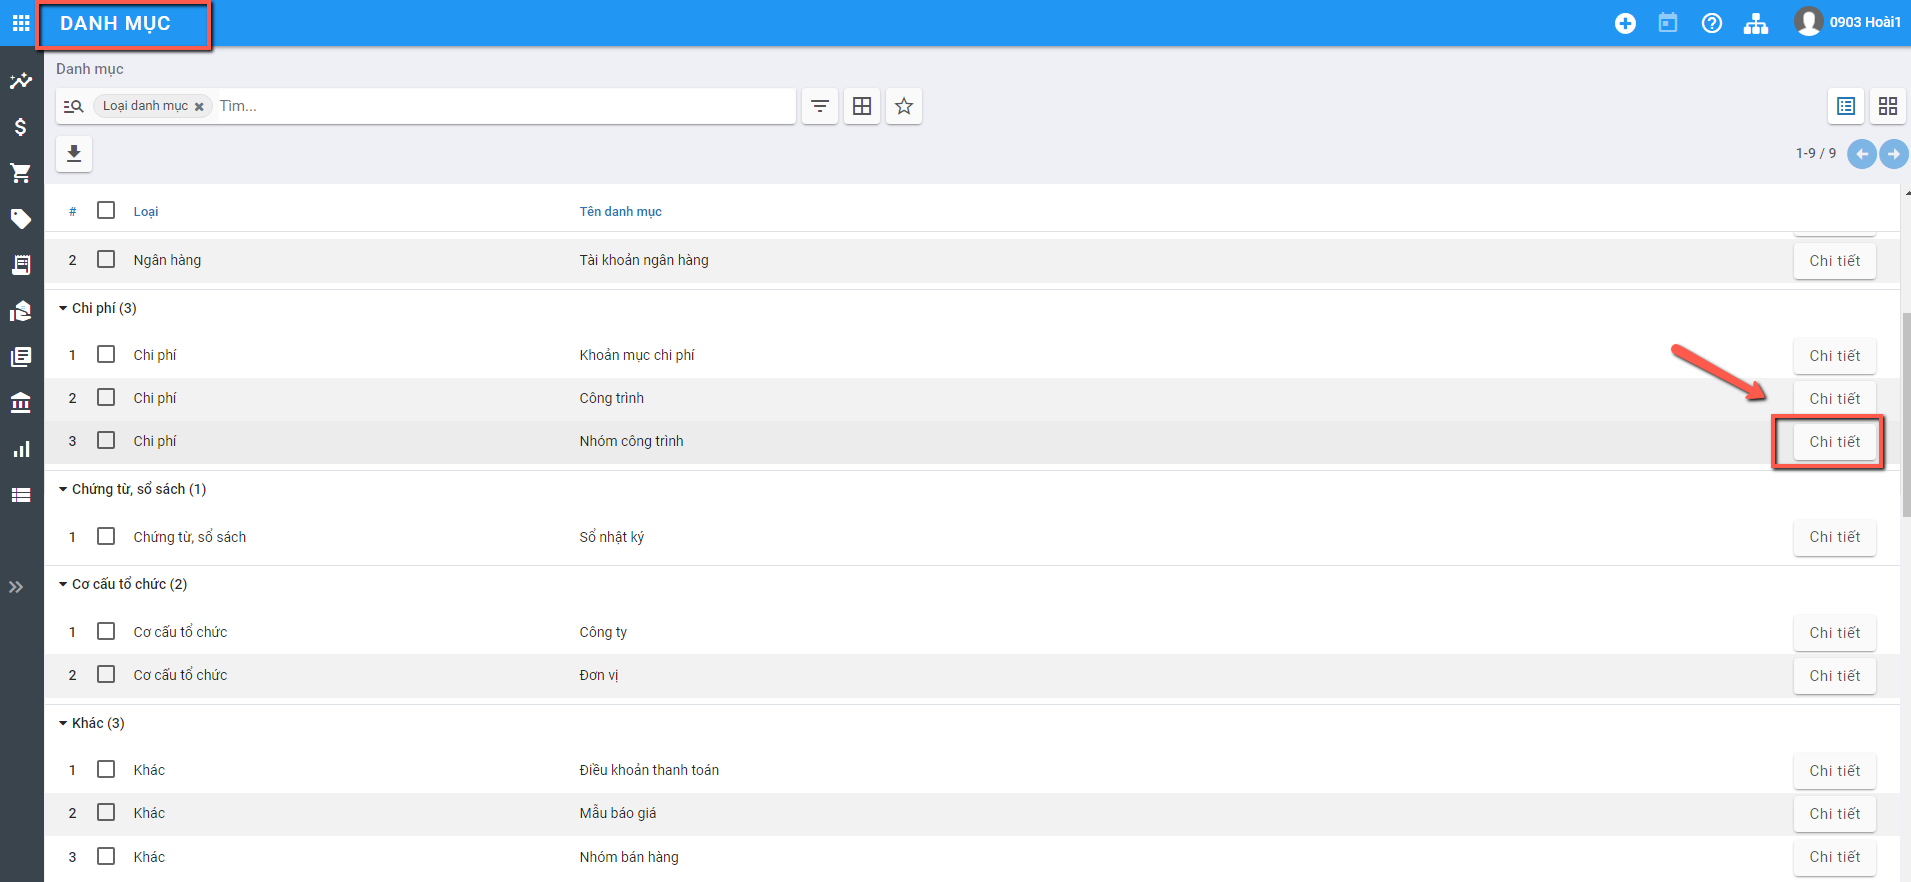 DANH MỤC
0903 Hoài1
Danh mục
Loại danh mục Tìm...
1-9 / 9
# Loại Tên danh mục
2 Ngân hàng Tài khoản ngân hàng Chi tiết
Chi phí (3)
1 Chi phí Khoản mục chi phí Chi tiết
2 Chi phí Công trình Chi tiết
3 Chi phí Nhóm công trình Chi tiết
Chứng từ, sổ sách (1)
1 Chứng từ, sổ sách Sổ nhật ký Chi tiết
Cơ cấu tổ chức (2)
1 Cơ cấu tổ chức Công ty Chi tiết
2 Cơ cấu tổ chức Đơn vị Chi tiết
Khác (3)
1 Khác Điều khoản thanh toán Chi tiết
2 Khác Mẫu báo giá Chi tiết
3 Khác Nhóm bán hàng Chi tiết